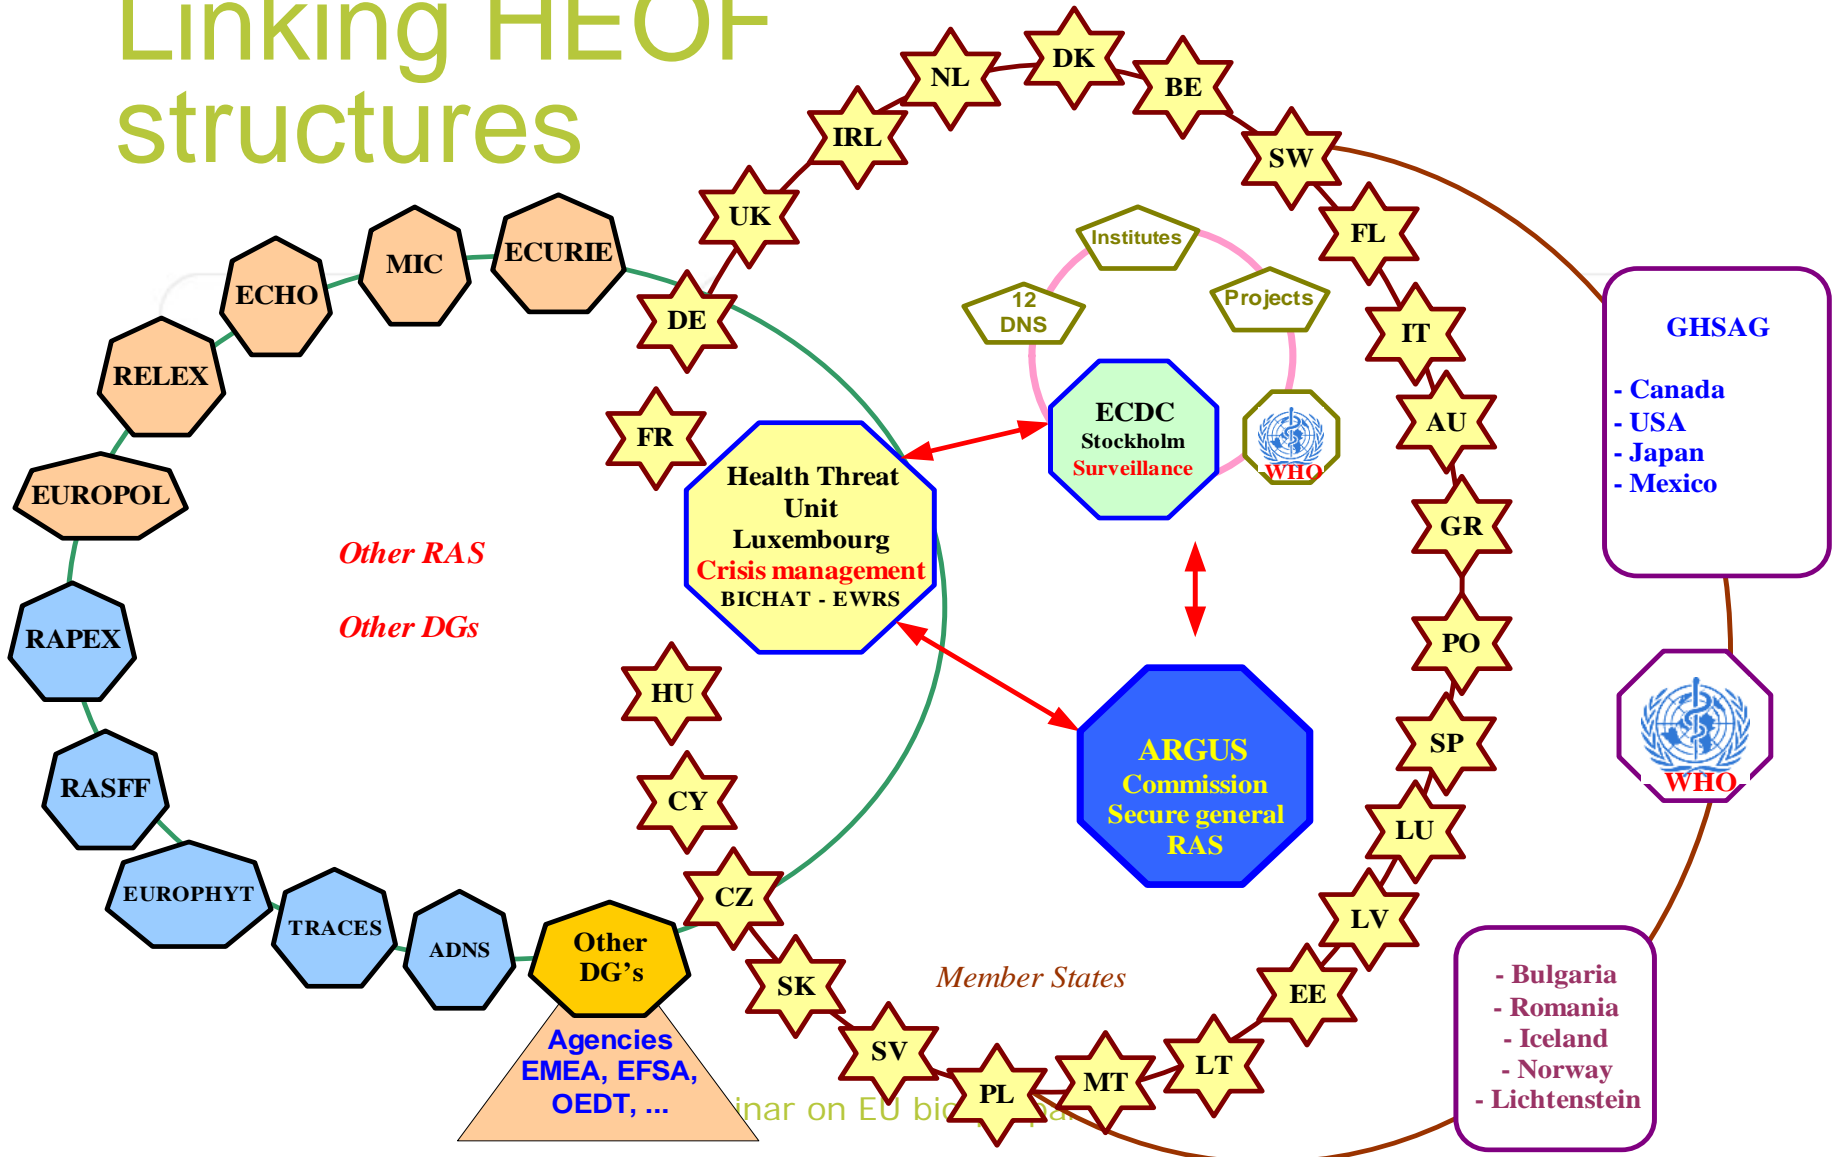 Linking HEOF
structures
NL
DK
BE
IRL
SW
UK
FL
DE
IT
FR
AU
GR
PO
HU
SP
CY
LU
CZ
LV
SK
EE
SV
LT
PL
MT
ECURIE
MIC
ECHO
RELEX
EUROPOL
RAPEX
RASFF
EUROPHYT
TRACES
ADNS
Other
DG’s
Agencies
EMEA, EFSA,
OEDT, ...
Other RAS
Other DGs
Health Threat
Unit
Luxembourg
Crisis management
BICHAT - EWRS
Institutes
12
DNS
Projects
ECDC
Stockholm
Surveillance
WHO
ARGUS
Commission
Secure general
RAS
Member States
GHSAG
- Canada
- USA
- Japan
- Mexico
WHO
- Bulgaria
- Romania
- Iceland
- Norway
- Lichtenstein
on EU